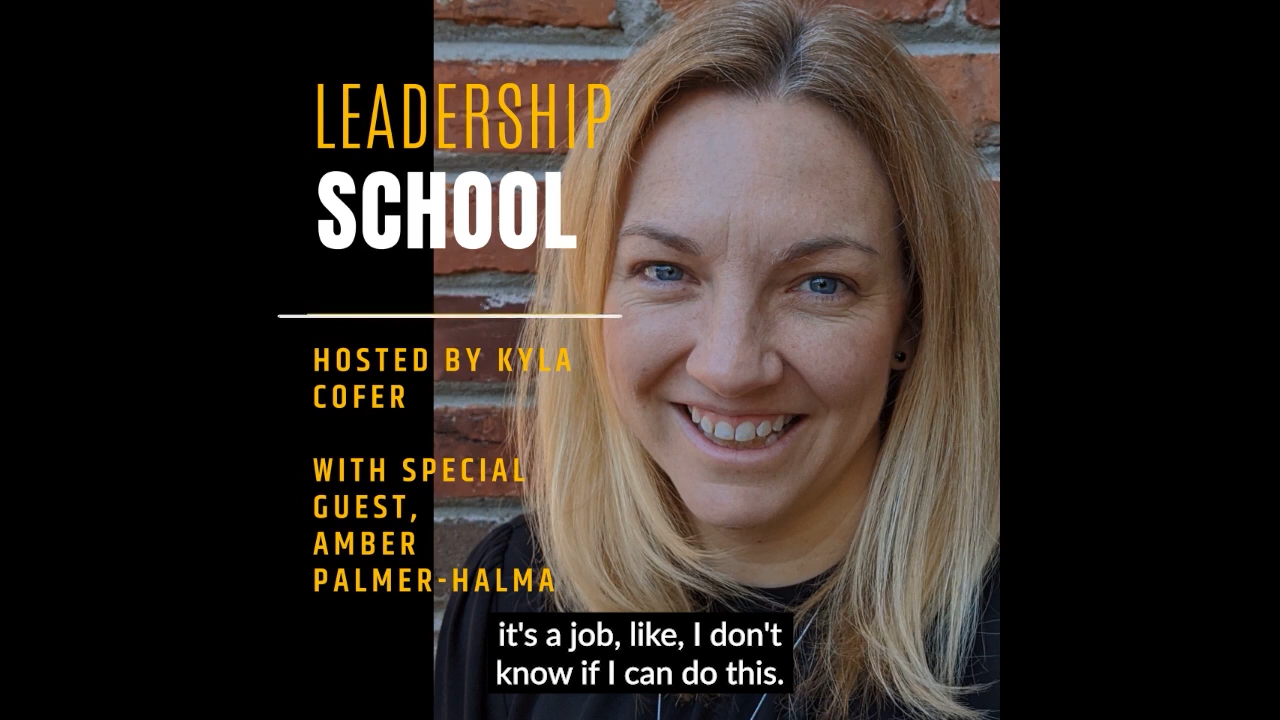 LEADERSHIP
SCHOOL
HOSTED BY KYLA
COFER
WITH SPECIAL
GUEST,
AMBER
PALMER-HALMA
it's a job, like, I don't
know if I can do this.